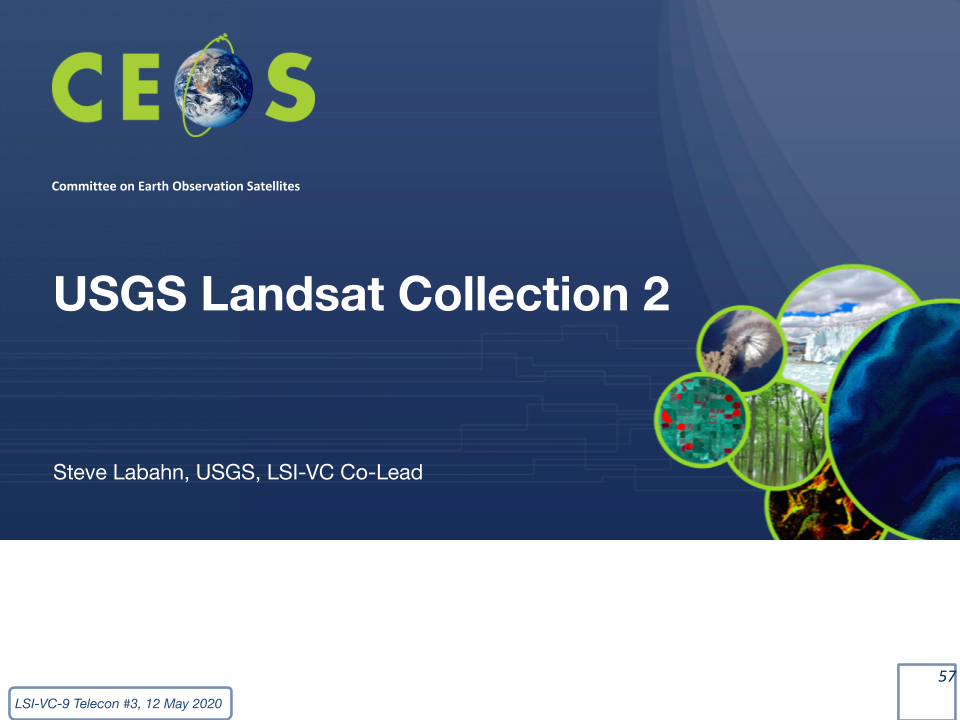 CEOS
Committee on Earth Observation Satellites
USGS Landsat Collection 2
Steve Labahn, USGS, LSI-VC Co-Lead
57
LSI-VC-9 Telecon #3, 12 May 2020